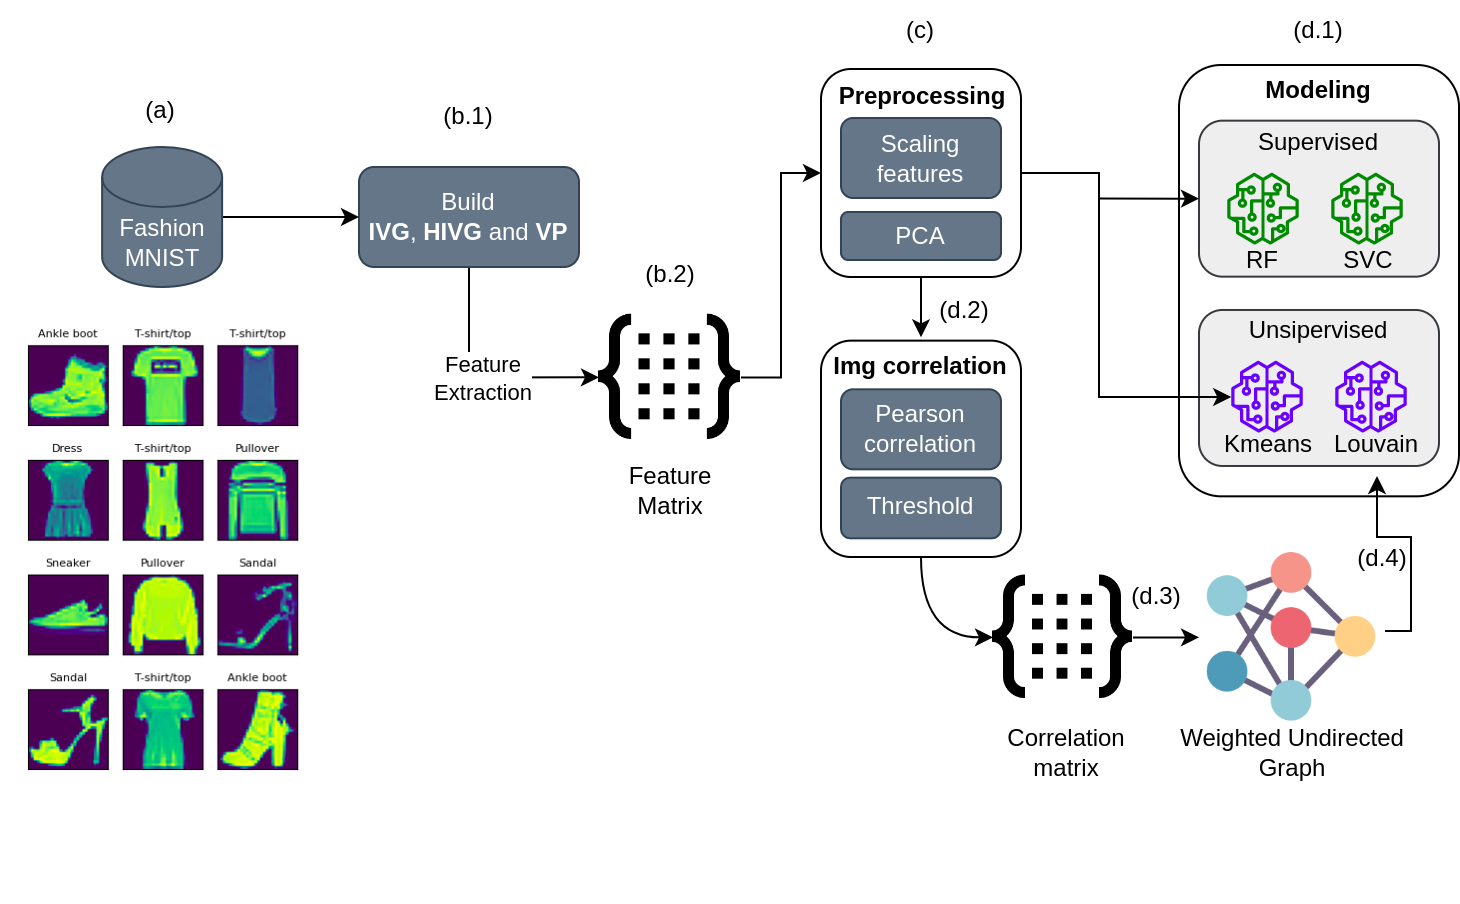 (a)
Fashion
MNIST
Ankle boot
T-shirt/top
T-shirt/top
Dress
T-shirt/top
Pullover
Sneaker
Pullover
Sandal
Sandal
T-shirt/top
Ankle boot
(b.1)
Build
IVG, HIVG and VP
Feature
Extraction
(b.2)
Feature
Matrix
(c)
Preprocessing
Scaling
features
PCA
(d.2)
Img correlation
Pearson
correlation
Threshold
Correlation
matrix
(d.3)
Weighted Undirected
Graph
(d.4)
(d.1)
Modeling
Supervised
RF
SVC
Unsipervised
Kmeans
Louvain